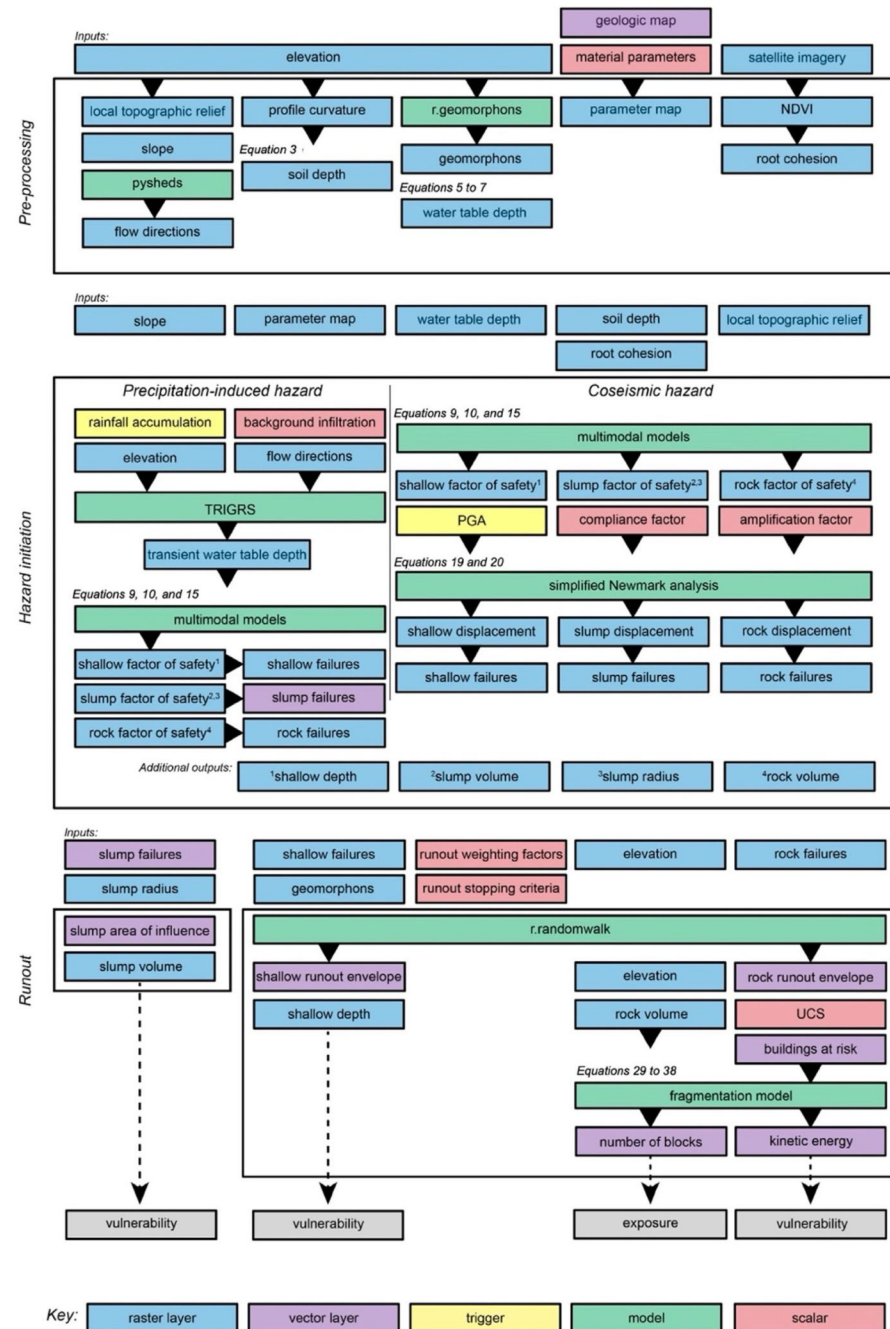 geologic map
Inputs:
elevation
material parameters
satellite imagery
Pre-processing
local topographic relief
profile curvature
r.geomorphons
parameter map
NDVI
slope
Equation 3
geomorphons
root cohesion
pysheds
soil depth
Equations 5 to 7
flow directions
water table depth
Inputs:
slope
parameter map
water table depth
soil depth
local topographic relief
root cohesion
Hazard initiation
Precipitation-induced hazard
rainfall accumulation
background infiltration
elevation
flow directions
TRIGRS
transient water table depth
Equations 9, 10, and 15
multimodal models
shallow factor of safety¹
shallow failures
slump factor of safety²,³
slump failures
rock factor of safety⁴
rock failures
Coseismic hazard
Equations 9, 10, and 15
multimodal models
shallow factor of safety¹
slump factor of safety²,³
rock factor of safety⁴
PGA
compliance factor
amplification factor
Equations 19 and 20
simplified Newmark analysis
shallow displacement
slump displacement
rock displacement
shallow failures
slump failures
rock failures
Additional outputs:
¹shallow depth
²slump volume
³slump radius
⁴rock volume
Runout
Inputs:
slump failures
shallow failures
runout weighting factors
elevation
rock failures
slump radius
geomorphons
runout stopping criteria
slump area of influence
r.randomwalk
slump volume
shallow runout envelope
elevation
rock runout envelope
shallow depth
rock volume
UCS
buildings at risk
Equations 29 to 38
fragmentation model
number of blocks
kinetic energy
vulnerability
vulnerability
exposure
vulnerability
Key:
raster layer
vector layer
trigger
model
scalar